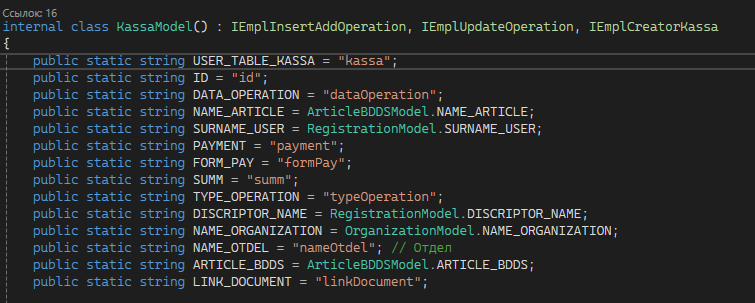 Ссылок: 16
internal class KassaModel() : IEmplInsertAddOperation, IEmplUpdateOperation, IEmplCreatorKassa
{
public static string USER_TABLE_KASSA = "kassa";
public static string ID = "id";
public static string DATA_OPERATION = "dataOperation";
public static string NAME_ARTICLE = ArticleBDDSModel.NAME_ARTICLE;
public static string SURNAME_USER = RegistrationModel.SURNAME_USER;
public static string PAYMENT = "payment";
public static string FORM_PAY = "formPay";
public static string SUMM = "summ";
public static string TYPE_OPERATION = "typeOperation";
public static string DISCRIPTOR_NAME = RegistrationModel.DISCRIPTOR_NAME;
public static string NAME_ORGANIZATION = OrganizationModel.NAME_ORGANIZATION;
public static string NAME_OTDEL = "nameOtdel"; // Отдел
public static string ARTICLE_BDDS = ArticleBDDSModel.ARTICLE_BDDS;
public static string LINK_DOCUMENT = "linkDocument";